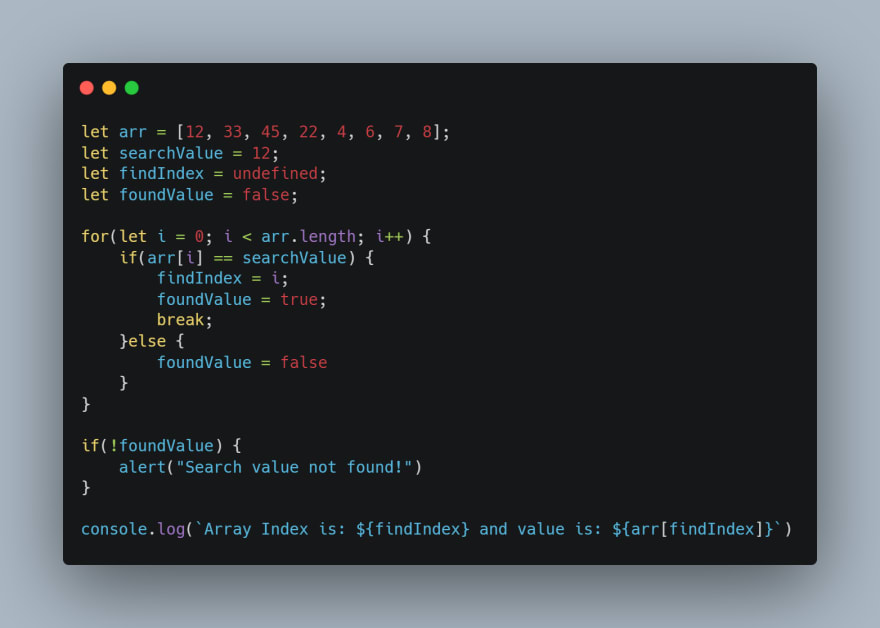 let arr = [12, 33, 45, 22, 4, 6, 7, 8];
let searchValue = 12;
let findIndex = undefined;
let foundValue = false;

for(let i = 0; i < arr.length; i++) {
    if(arr[i] == searchValue) {
        findIndex = i;
        foundValue = true;
        break;
    }else {
        foundValue = false
    }
}

if(!foundValue) {
    alert("Search value not found!")
}

console.log(`Array Index is: ${findIndex} and value is: ${arr[findIndex]}`)